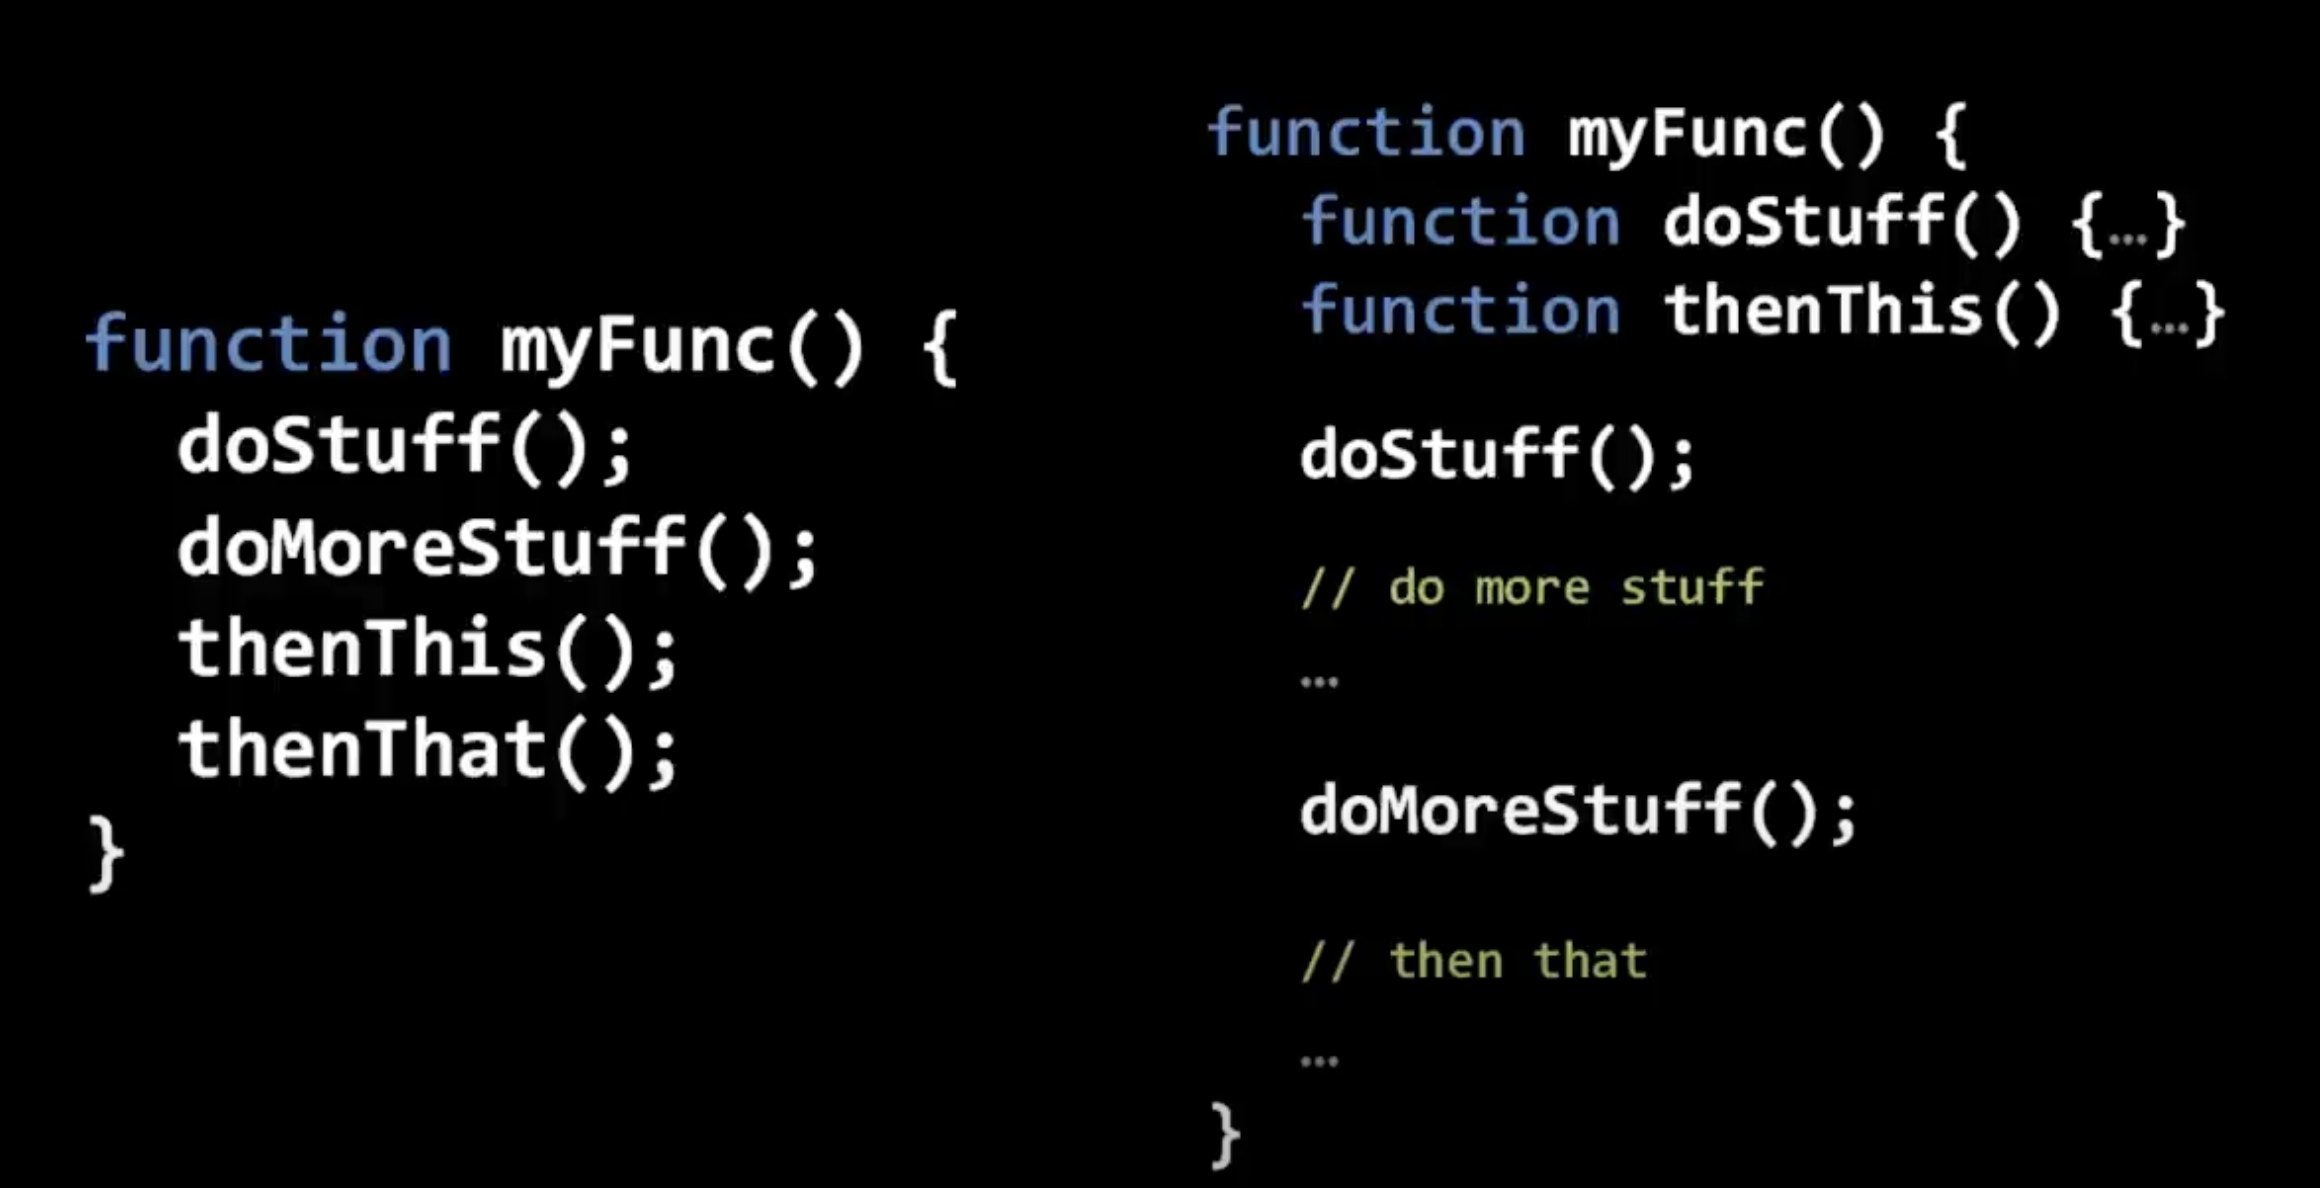 function myFunc() {
doStuff();
doMoreStuff();
thenThis();
thenThat();
}
function myFunc() {
function doStuff() {…}
function thenThis() {…}
doStuff();
// do more stuff
…
doMoreStuff();
// then that
…
}